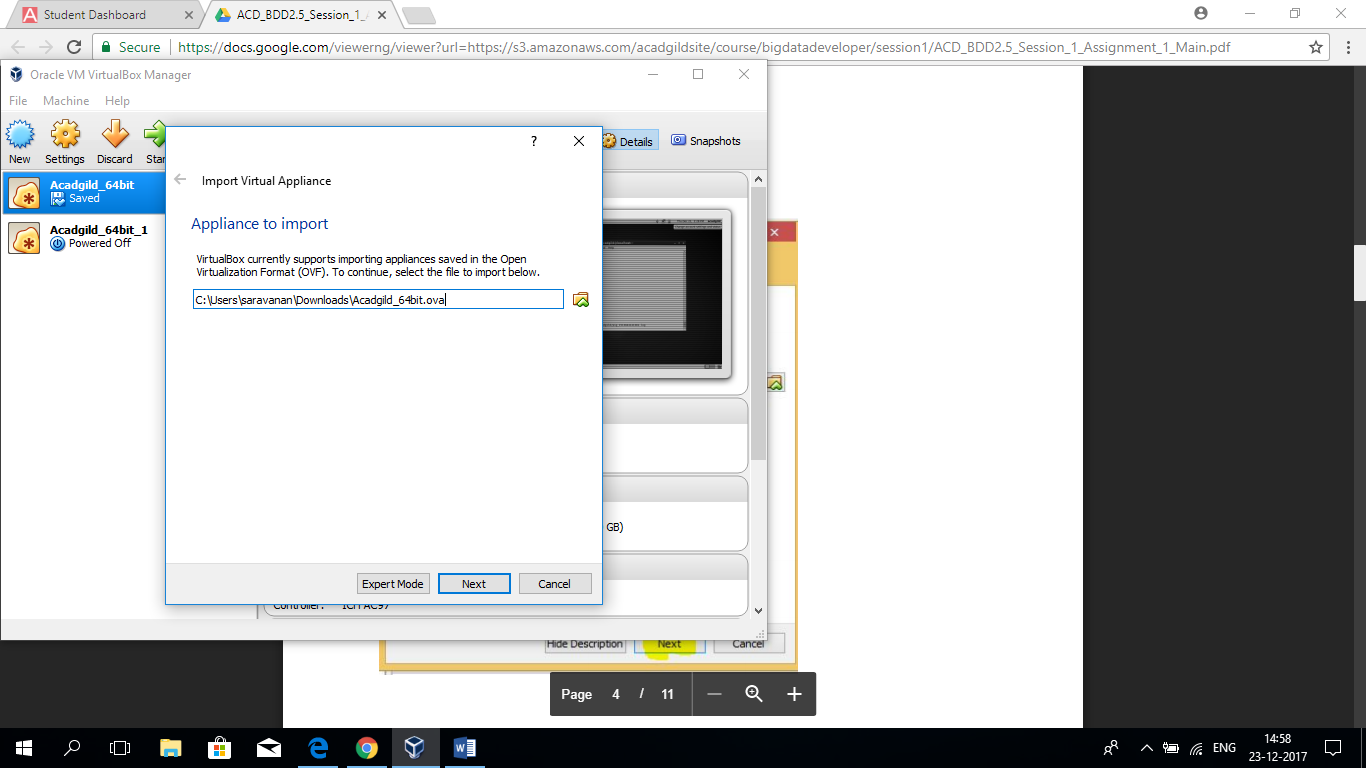 Student Dashboard
ACD_BDD2.5_Session_1_
Secure
https://docs.google.com/viewerng/viewer?url=https://s3.amazonaws.com/acadgildsite/course/bigdatadeveloper/session1/ACD_BDD2.5_Session_1_Assignment_1_Main.pdf
Oracle VM VirtualBox Manager
File Machine Help
New Settings Discard Details Snapshots
Acadgild_64bit
Saved
Acadgild_64bit_1
Powered Off
?
Import Virtual Appliance
Appliance to import
VirtualBox currently supports importing appliances saved in the Open
Virtualization Format (OVF). To continue, select the file to import below.
C:\Users\saravanan\Downloads\Acadgild_64bit.ova
GB)
Expert Mode Next Cancel
Controller: ICH AC97
Hide Description Next Cancel
Page 4 / 11
ENG
14:58
23-12-2017